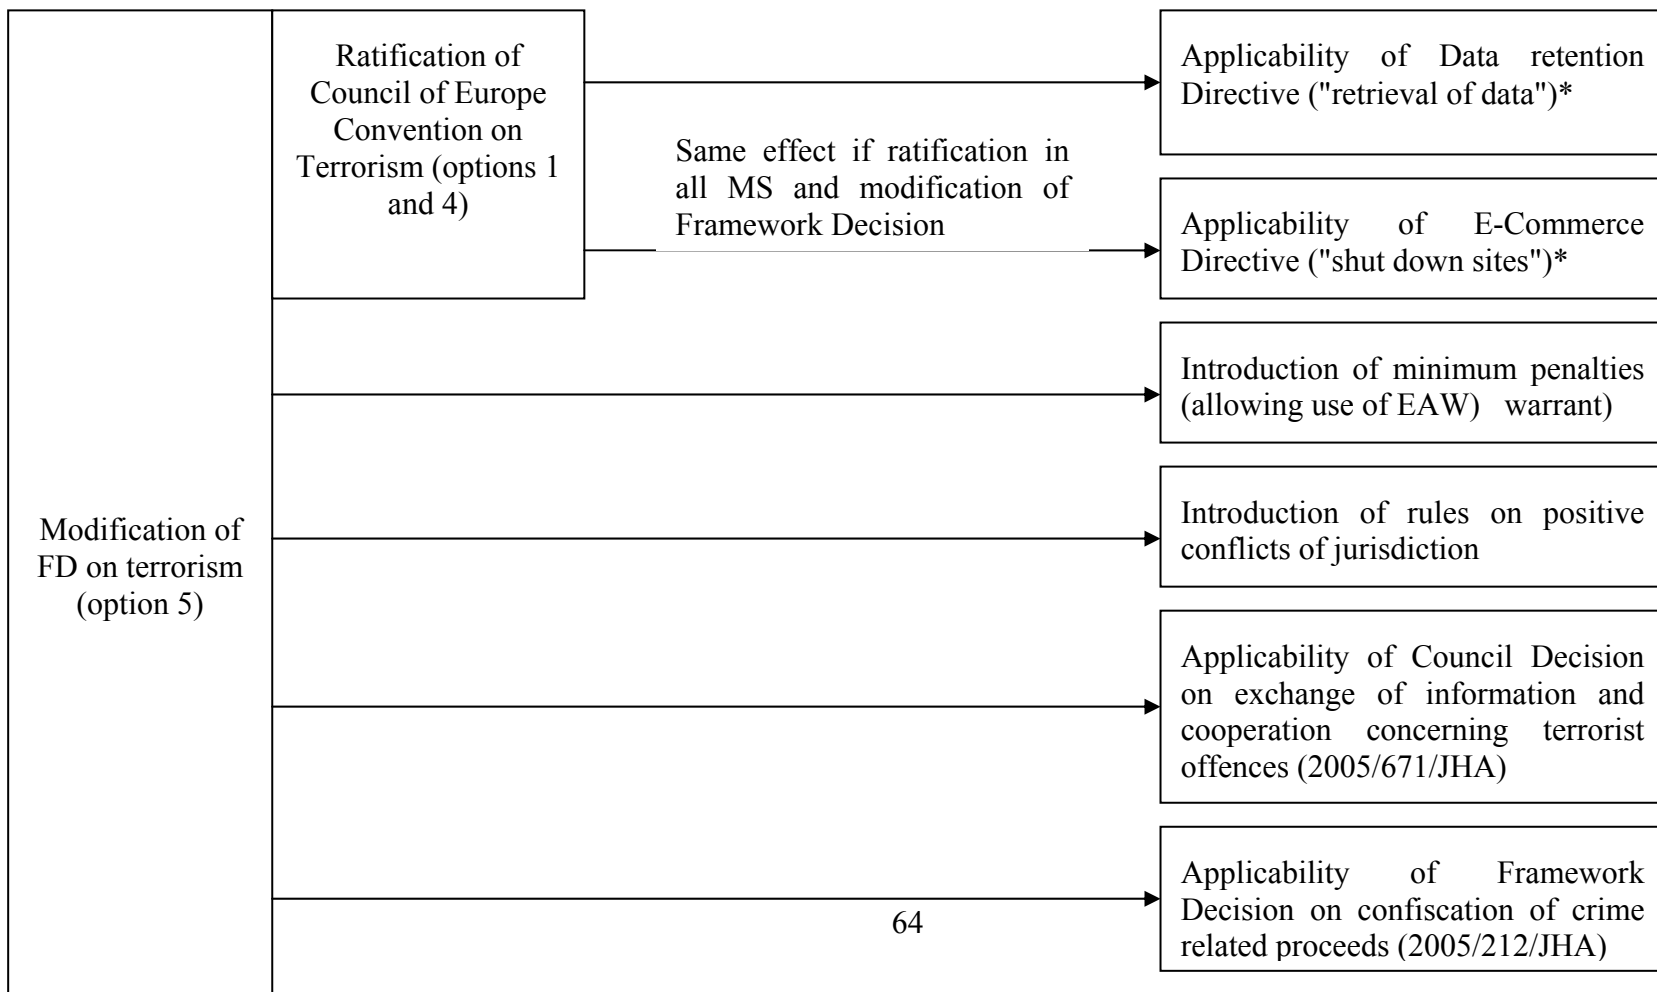 Ratification of
Council of Europe
Convention on
Terrorism (options 1
and 4)
Applicability of Data retention
Directive ("retrieval of data")*
Same effect if ratification in
all MS and modification of
Framework Decision
Applicability of E-Commerce
Directive ("shut down sites")*
Introduction of minimum penalties
(allowing use of EAW) warrant)
Modification of
FD on terrorism
(option 5)
Introduction of rules on positive
conflicts of jurisdiction
Applicability of Council Decision
on exchange of information and
cooperation concerning terrorist
offences (2005/671/JHA)
Applicability of Framework
Decision on confiscation of crime
related proceeds (2005/212/JHA)
64